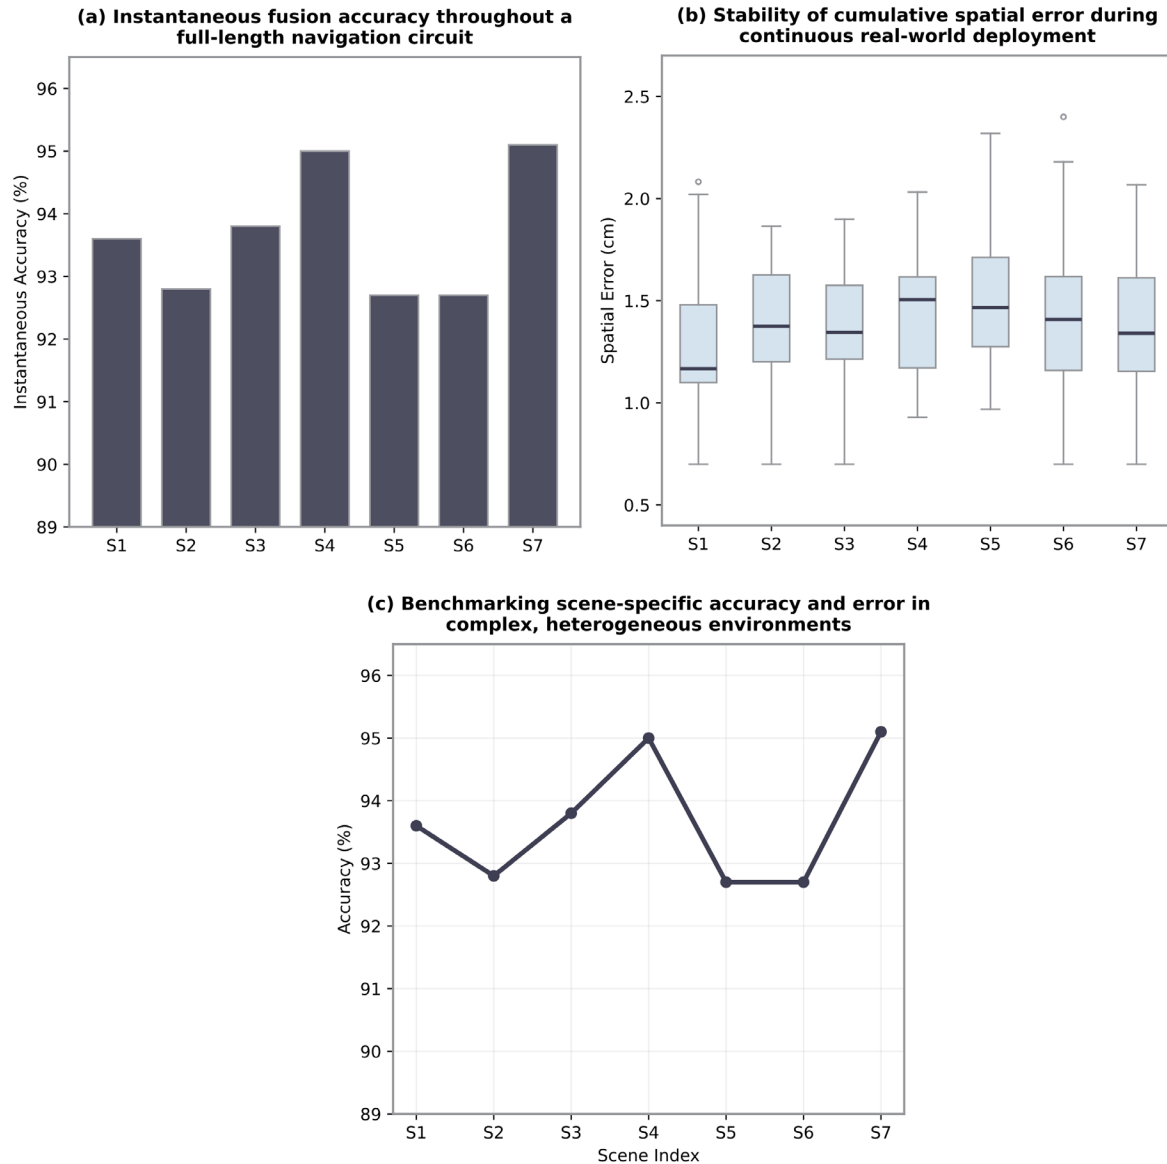 (a) Instantaneous fusion accuracy throughout a
full-length navigation circuit
Instantaneous Accuracy (%)
96
95
94
93
92
91
90
89
S1 S2 S3 S4 S5 S6 S7
(b) Stability of cumulative spatial error during
continuous real-world deployment
Spatial Error (cm)
2.5
2.0
1.5
1.0
0.5
S1 S2 S3 S4 S5 S6 S7
(c) Benchmarking scene-specific accuracy and error in
complex, heterogeneous environments
Accuracy (%)
96
95
94
93
92
91
90
89
S1 S2 S3 S4 S5 S6 S7
Scene Index